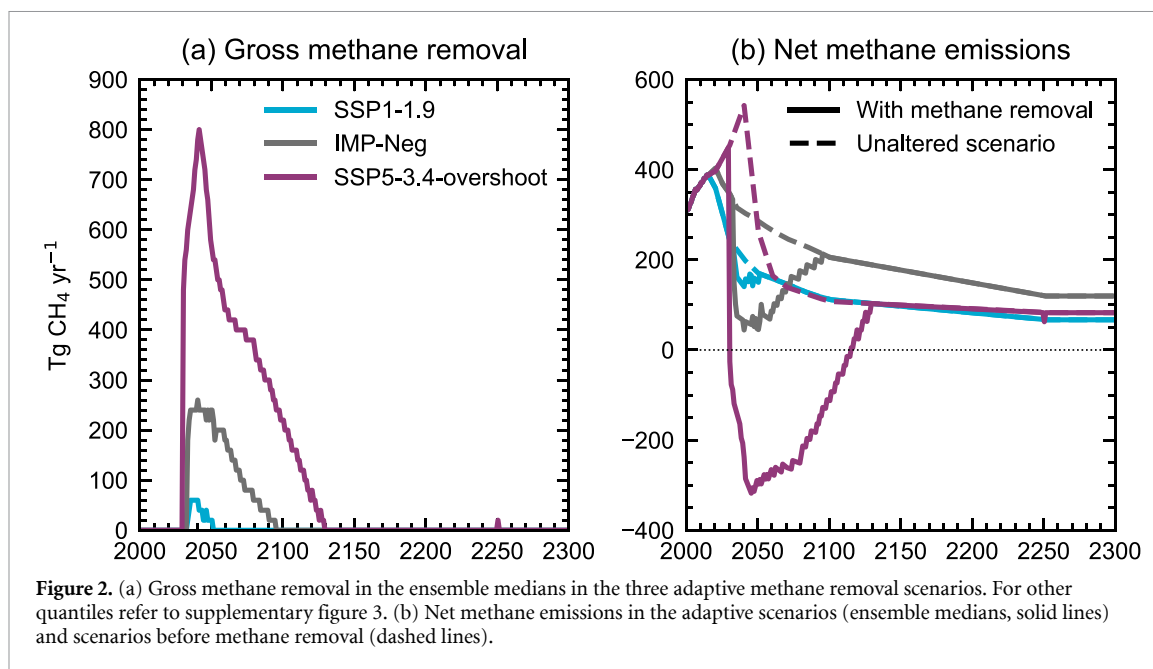 (a) Gross methane removal
900
800
700
600
500
400
300
200
100
0
Tg CH₄ yr⁻¹
SSP1-1.9
IMP-Neg
SSP5-3.4-overshoot
2000 2050 2100 2150 2200 2250 2300
(b) Net methane emissions
600
400
200
0
−200
−400
With methane removal
Unaltered scenario
2000 2050 2100 2150 2200 2250 2300
Figure 2. (a) Gross methane removal in the ensemble medians in the three adaptive methane removal scenarios. For other
quantiles refer to supplementary figure 3. (b) Net methane emissions in the adaptive scenarios (ensemble medians, solid lines)
and scenarios before methane removal (dashed lines).